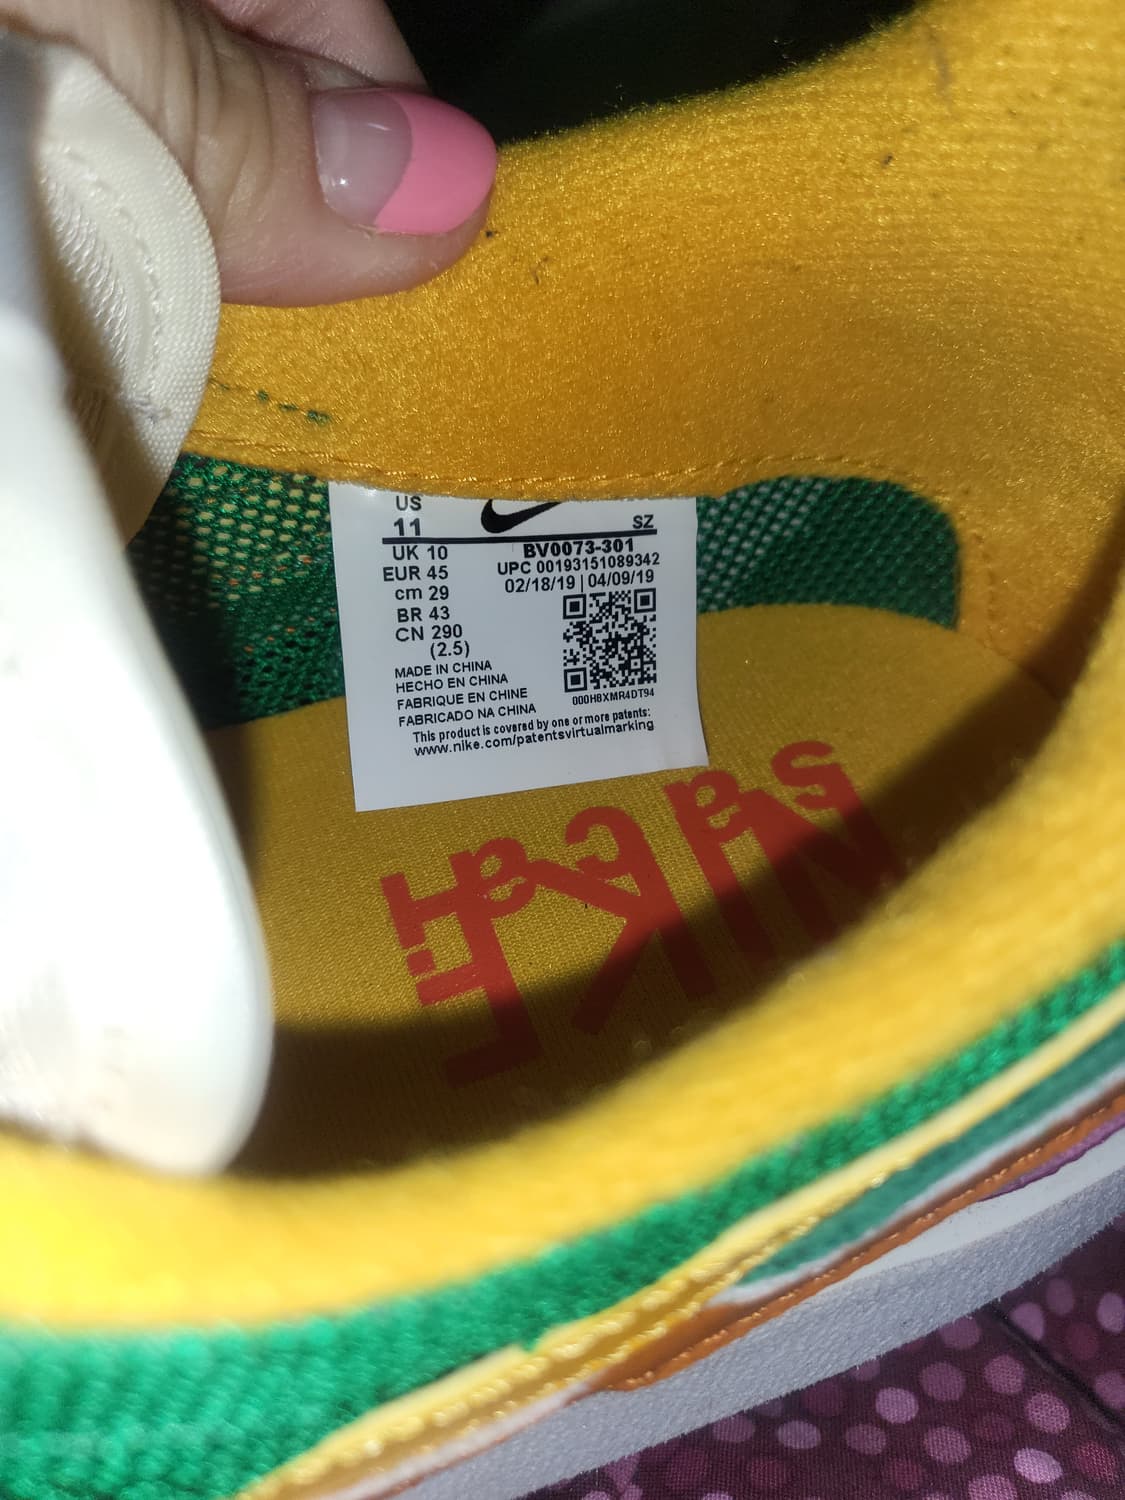 US
11
SZ
UK 10
EUR 45
cm 29
BR 43
CN 290
(2.5)
BV0073-301
UPC 00193151089342
02/18/19 | 04/09/19
000H8XMR4DT94
MADE IN CHINA
HECHO EN CHINA
FABRIQUE EN CHINE
FABRICADO NA CHINA
This product is covered by one or more patents:
www.nike.com/patentsvirtualmarking
sacai
NIKE